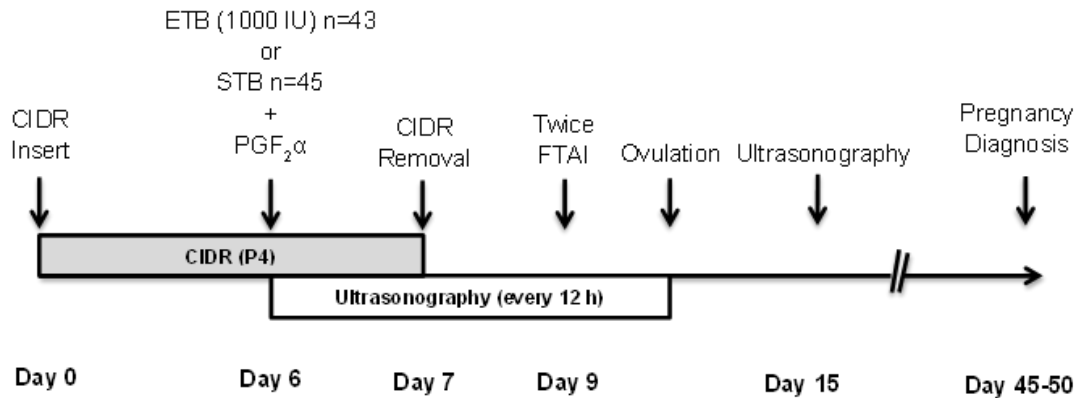 ETB (1000 IU) n=43
or
STB n=45
+
PGF₂α
CIDR
Insert
CIDR
Removal
Twice
FTAI
Ovulation
Ultrasonography
Pregnancy
Diagnosis
CIDR (P4)
Ultrasonography (every 12 h)
Day 0
Day 6
Day 7
Day 9
Day 15
Day 45-50